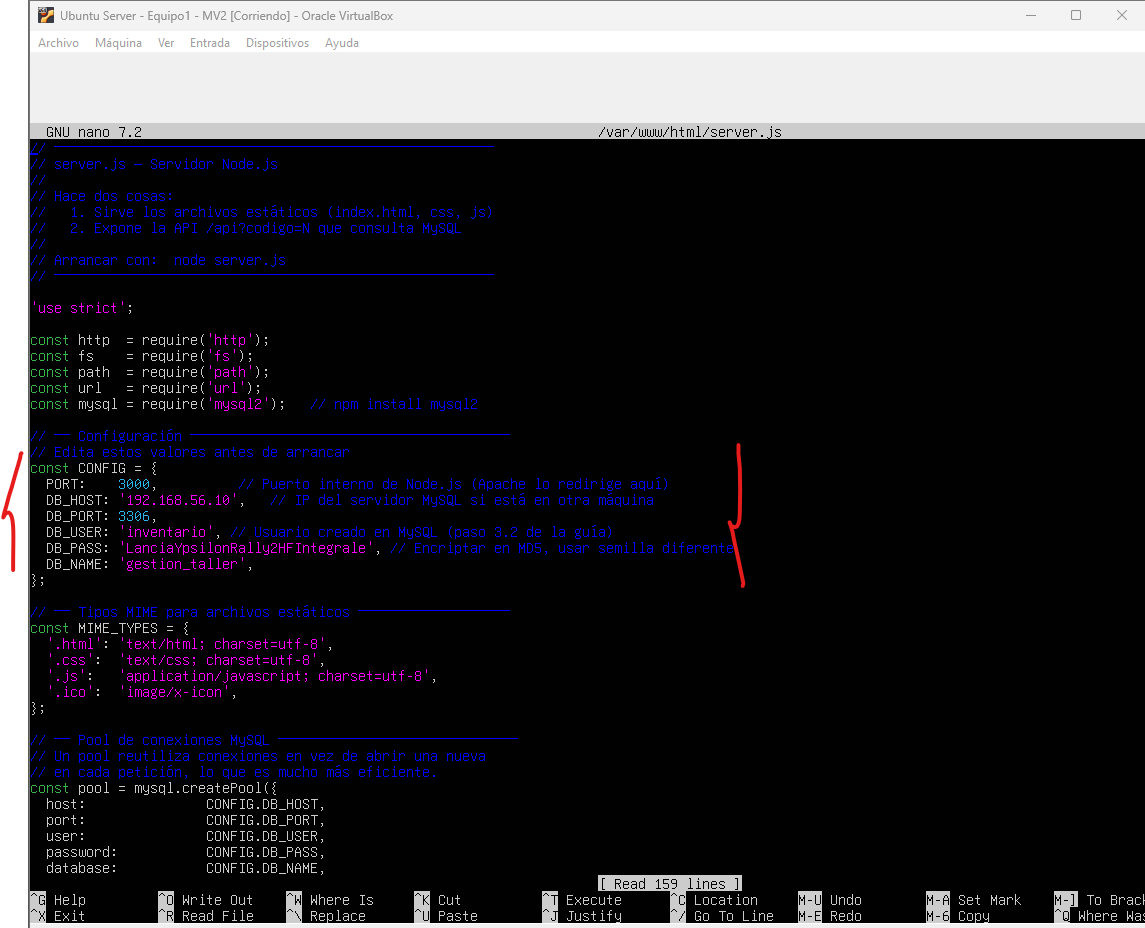 Ubuntu Server - Equipo1 - MV2 [Corriendo] - Oracle VirtualBox
Archivo Máquina Ver Entrada Dispositivos Ayuda
GNU nano 7.2 /var/www/html/server.js
// ───────────────────────────────────────────────────────
// server.js — Servidor Node.js
//
// Hace dos cosas:
//   1. Sirve los archivos estáticos (index.html, css, js)
//   2. Expone la API /api?codigo=N que consulta MySQL
//
// Arrancar con:  node server.js
// ───────────────────────────────────────────────────────
'use strict';
const http  = require('http');
const fs    = require('fs');
const path  = require('path');
const url   = require('url');
const mysql = require('mysql2');   // npm install mysql2
// ── Configuración ────────────────────────────────────────
// Edita estos valores antes de arrancar
const CONFIG = {
  PORT:    3000,          // Puerto interno de Node.js (Apache lo redirige aquí)
  DB_HOST: '192.168.56.10',   // IP del servidor MySQL si está en otra máquina
  DB_PORT: 3306,
  DB_USER: 'inventario', // Usuario creado en MySQL (paso 3.2 de la guía)
  DB_PASS: 'LanciaYpsilonRally2HFIntegrale', // Encriptar en MD5, usar semilla diferente
  DB_NAME: 'gestion_taller',
};
// ── Tipos MIME para archivos estáticos ───────────────────
const MIME_TYPES = {
  '.html': 'text/html; charset=utf-8',
  '.css':  'text/css; charset=utf-8',
  '.js':   'application/javascript; charset=utf-8',
  '.ico':  'image/x-icon',
};
// ── Pool de conexiones MySQL ──────────────────────────────
// Un pool reutiliza conexiones en vez de abrir una nueva
// en cada petición, lo que es mucho más eficiente.
const pool = mysql.createPool({
  host:               CONFIG.DB_HOST,
  port:               CONFIG.DB_PORT,
  user:               CONFIG.DB_USER,
  password:           CONFIG.DB_PASS,
  database:           CONFIG.DB_NAME,
[ Read 159 lines ]
^G Help ^O Write Out ^W Where Is ^K Cut ^T Execute ^C Location M-U Undo M-A Set Mark M-] To Brac
^X Exit ^R Read File ^\ Replace ^U Paste ^J Justify ^/ Go To Line M-E Redo M-6 Copy ^Q Where Was